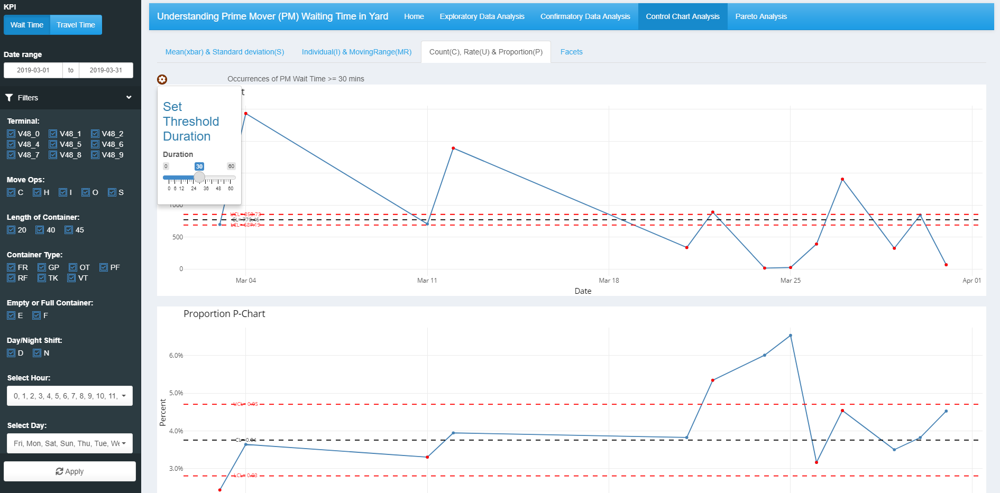 KPI
Wait Time Travel Time
Date range
2019-03-01 to 2019-03-31
Filters
Terminal:
V48_0 V48_1 V48_2
V48_4 V48_5 V48_6
V48_7 V48_8 V48_9
Move Ops:
C H I O S
Length of Container:
20 40 45
Container Type:
FR GP OT PF
RF TK VT
Empty or Full Container:
E F
Day/Night Shift:
D N
Select Hour:
0, 1, 2, 3, 4, 5, 6, 7, 8, 9, 10, 11,
Select Day:
Fri, Mon, Sat, Sun, Thu, Tue, We
Apply
Understanding Prime Mover (PM) Waiting Time in Yard Home Exploratory Data Analysis Confirmatory Data Analysis Control Chart Analysis Pareto Analysis
Mean(xbar) & Standard deviation(S) Individual(I) & MovingRange(MR) Count(C), Rate(U) & Proportion(P) Facets
Occurrences of PM Wait Time >= 30 mins
t
Set
Threshold
Duration
Duration
0 30 60
0 6 12 24 36 48 60
1000
UCL= 853.73
CL= 770.46
LCL= 687.19
500
0
Mar 04 Mar 11 Mar 18 Mar 25 Apr 01
Date
Proportion P-Chart
Percent
6.0%
5.0%
UCL= 0.05
4.0%
CL= 0.04
3.0%
LCL= 0.03